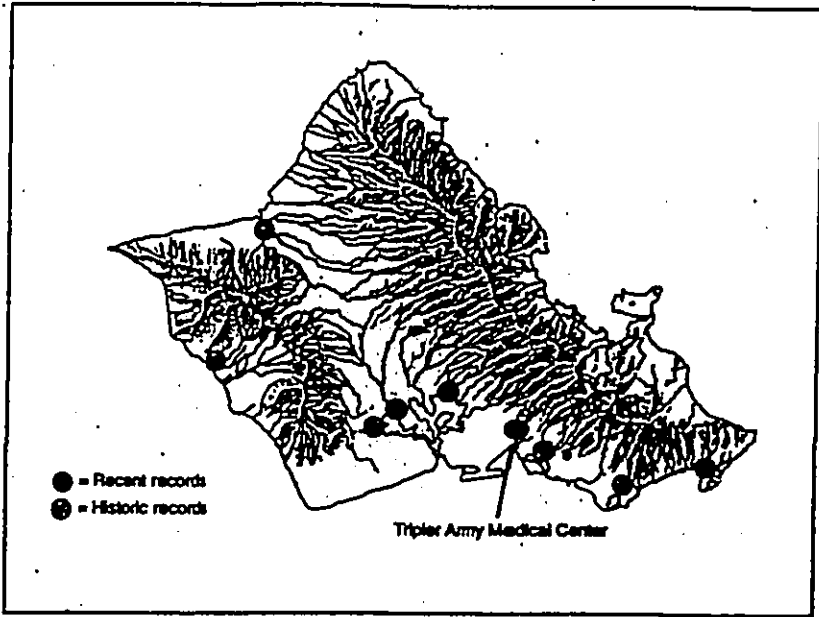 = Recent records
= Historic records
Tripler Army Medical Center